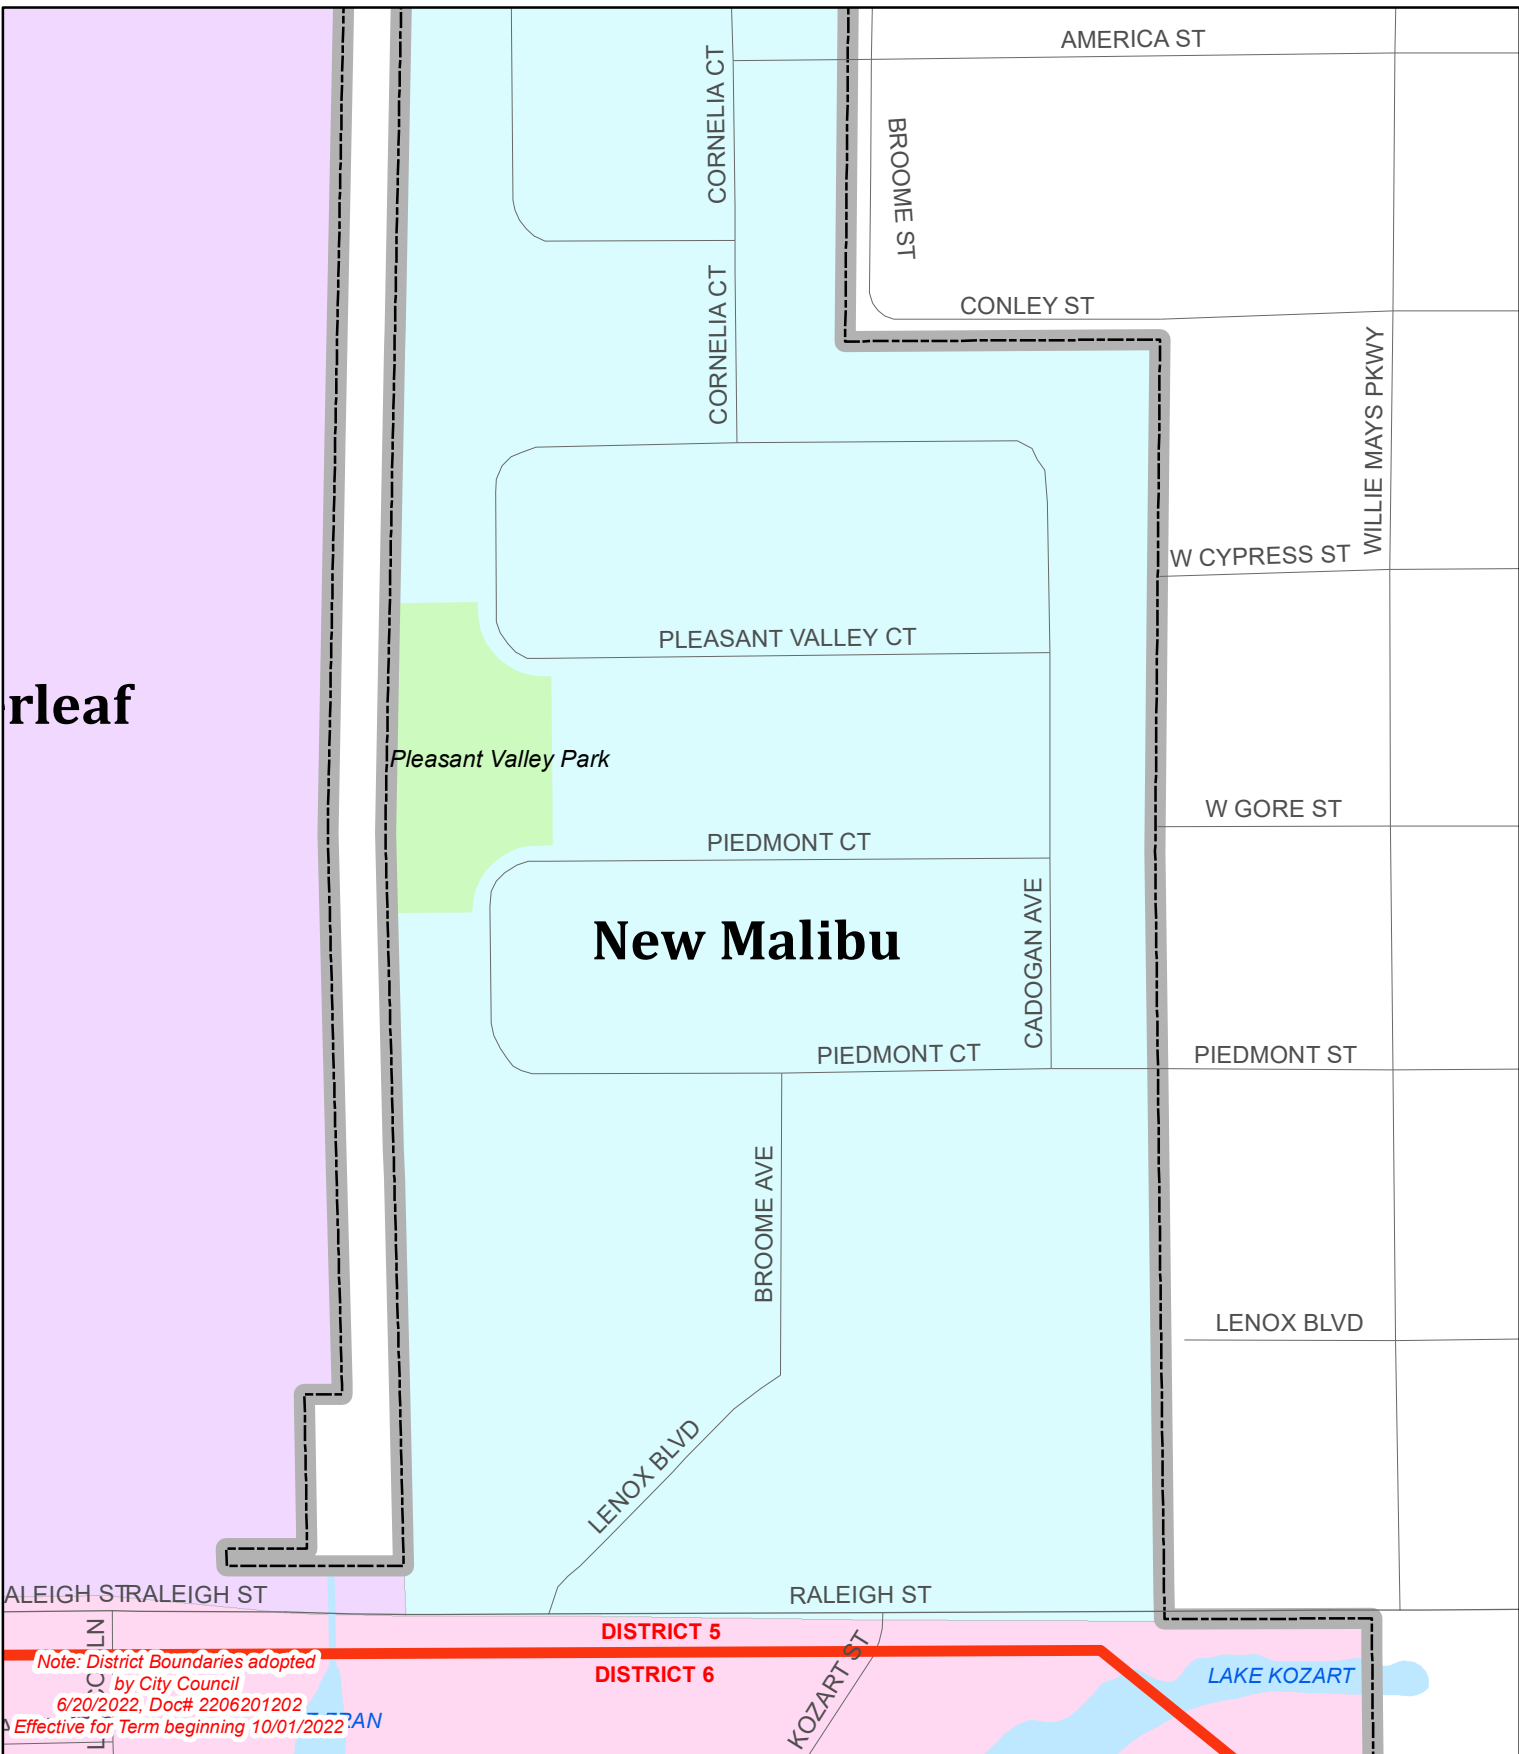 AMERICA ST
CORNELIA CT
BROOME ST
CORNELIA CT
CONLEY ST
WILLIE MAYS PKWY
W CYPRESS ST
PLEASANT VALLEY CT
rleaf
Pleasant Valley Park
W GORE ST
PIEDMONT CT
CADOGAN AVE
New Malibu
PIEDMONT CT
PIEDMONT ST
BROOME AVE
LENOX BLVD
LENOX BLVD
ALEIGH ST
RALEIGH ST
RALEIGH ST
DISTRICT 5
DISTRICT 6
KOZART ST
LAKE KOZART
LN
Note: District Boundaries adopted
by City Council
6/20/2022, Doc# 2206201202
Effective for Term beginning 10/01/2022